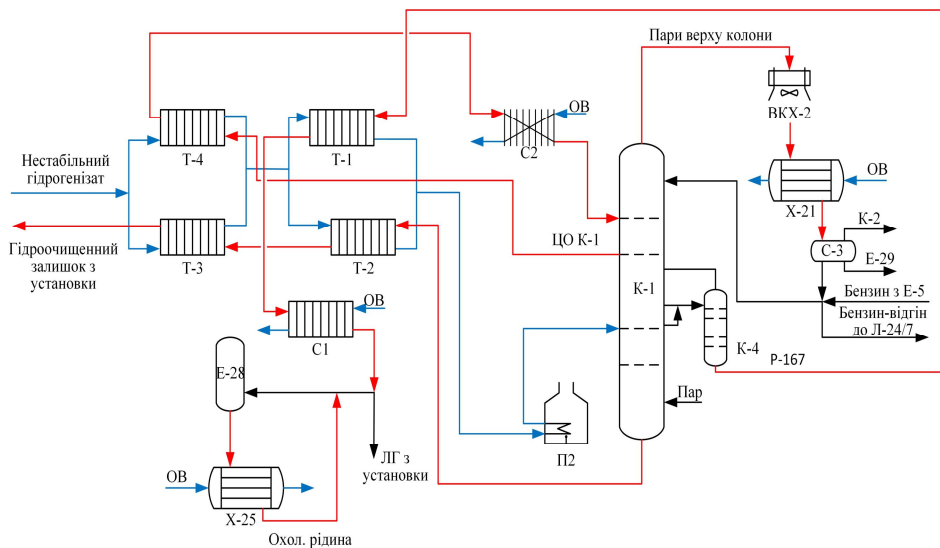 Пари верху колони
ВКХ-2
ОВ
С2
Т-4
Т-1
Нестабільний
гідрогенізат
ОВ
Х-21
К-2
С-3
Е-29
ЦО К-1
Т-3
Т-2
Гідроочищенний
залишок з
установки
К-1
Бензин з Е-5
Бензин-відгін
до Л-24/7
ОВ
С1
К-4
Р-167
Е-28
Пар
П2
ЛГ з
установки
ОВ
Х-25
Охол. рідина